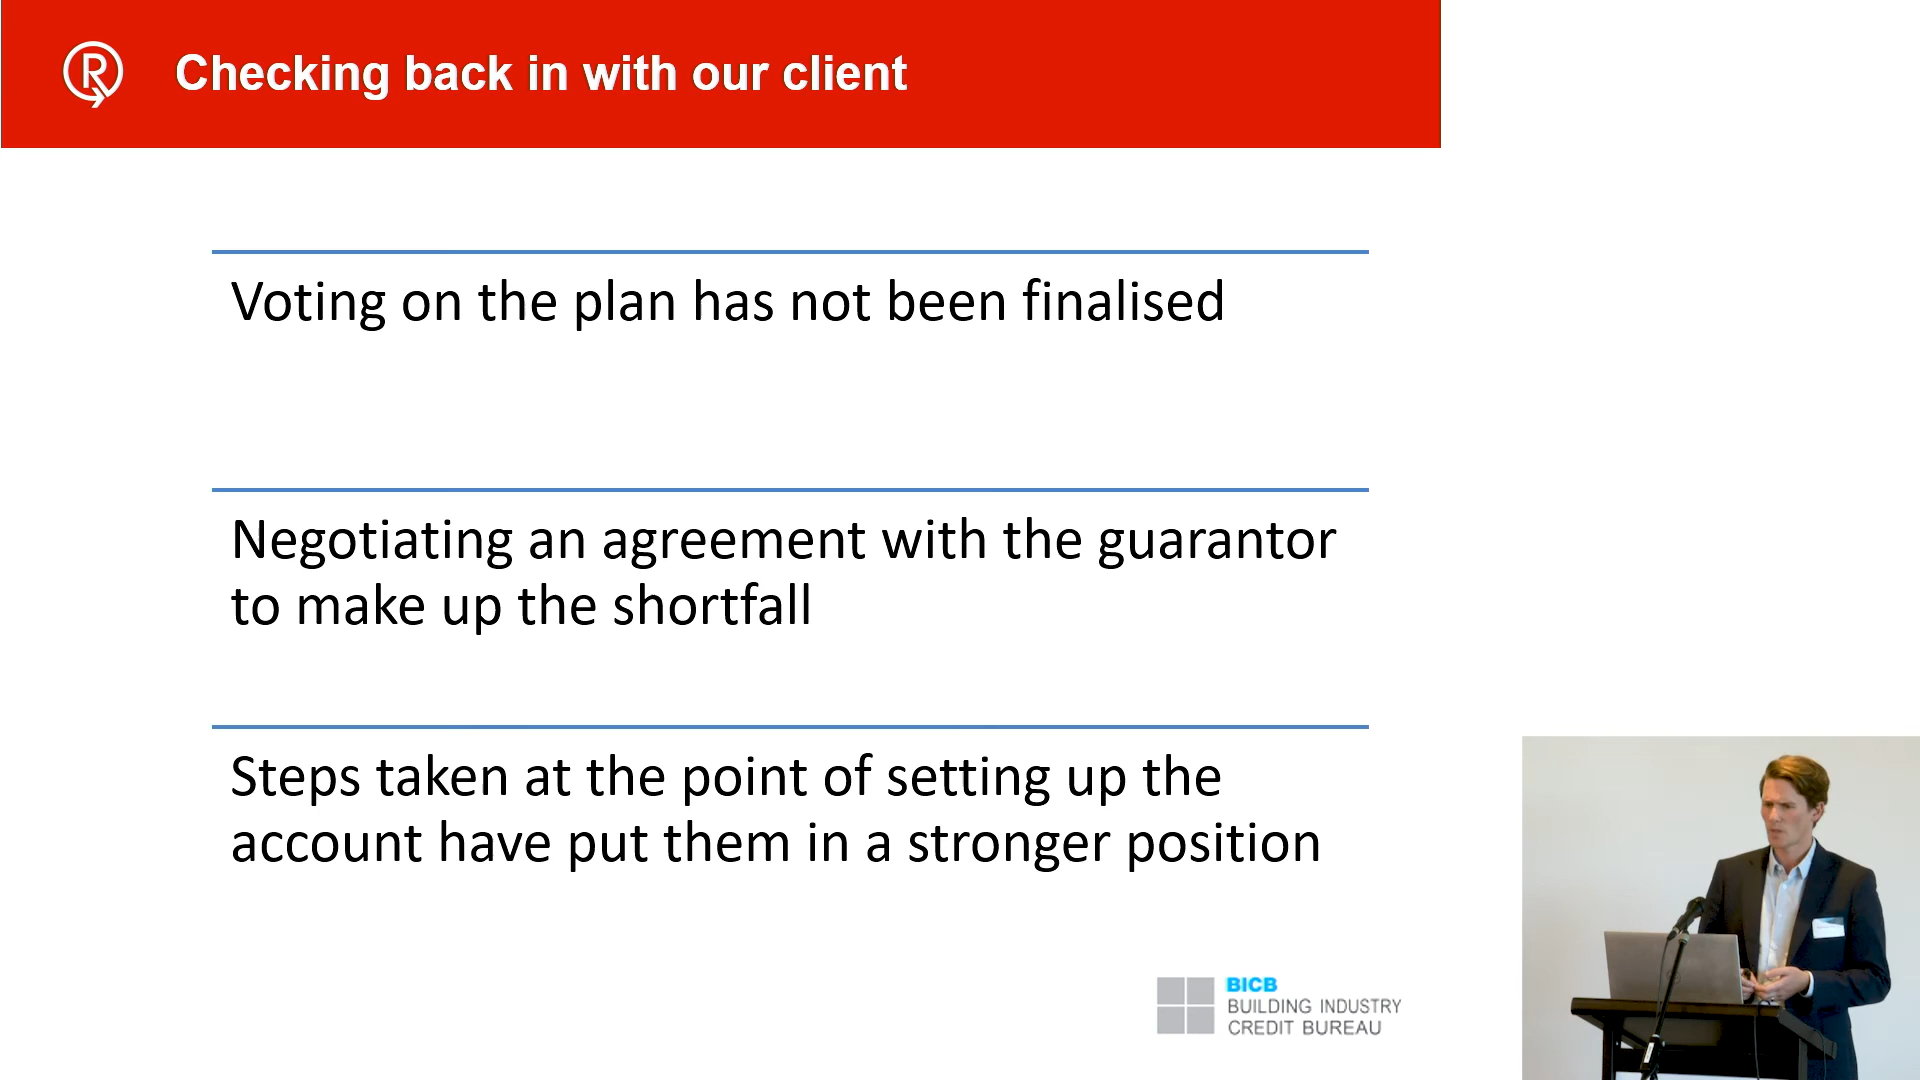 Checking back in with our client
Voting on the plan has not been finalised
Negotiating an agreement with the guarantor
to make up the shortfall
Steps taken at the point of setting up the
account have put them in a stronger position
BICB
BUILDING INDUSTRY
CREDIT BUREAU